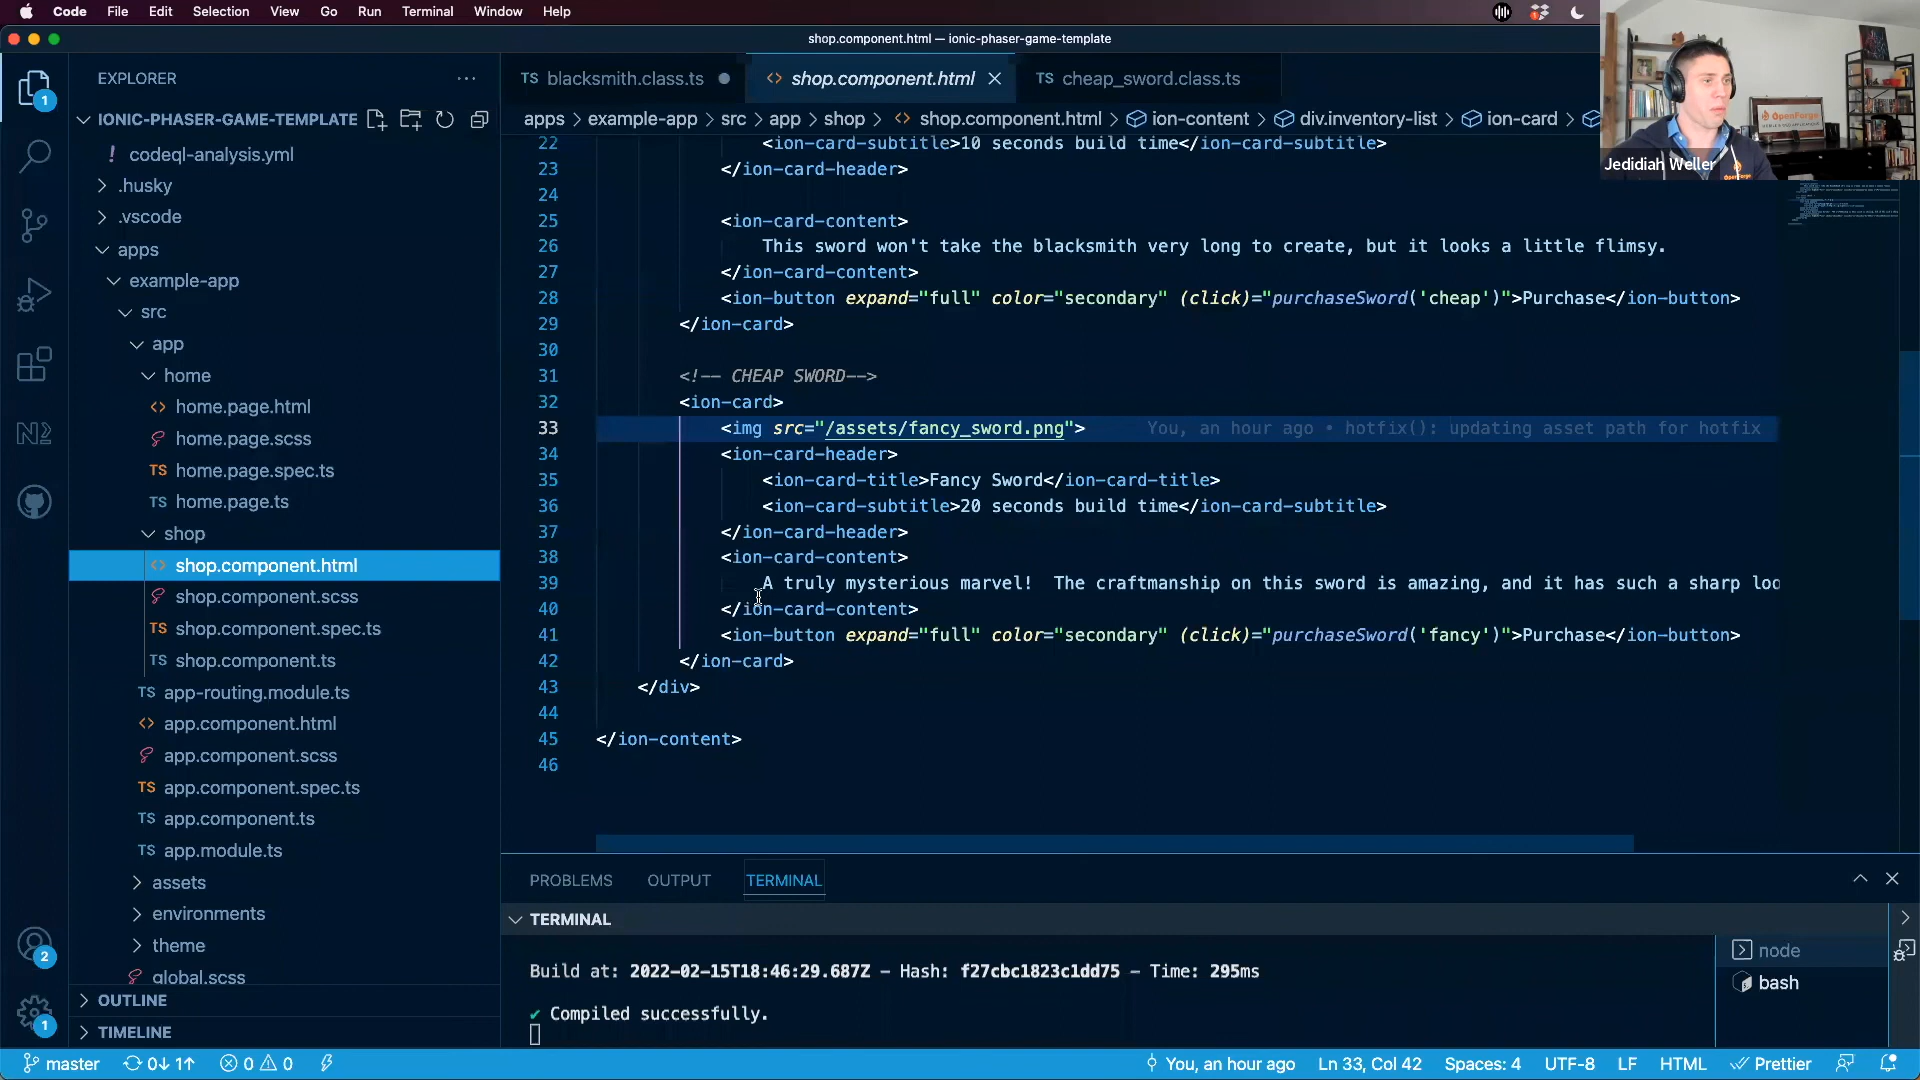 Code File Edit Selection View Go Run Terminal Window Help
shop.component.html — ionic-phaser-game-template
EXPLORER
IONIC-PHASER-GAME-TEMPLATE
! codeql-analysis.yml
.husky
.vscode
apps
example-app
src
app
home
home.page.html
home.page.scss
TS home.page.spec.ts
TS home.page.ts
shop
shop.component.html
shop.component.scss
TS shop.component.spec.ts
TS shop.component.ts
TS app-routing.module.ts
app.component.html
app.component.scss
TS app.component.spec.ts
TS app.component.ts
TS app.module.ts
assets
environments
theme
global.scss
OUTLINE
TIMELINE
1
2
1
TS blacksmith.class.ts
<> shop.component.html
TS cheap_sword.class.ts
apps > example-app > src > app > shop > <> shop.component.html > ion-content > div.inventory-list > ion-card >
22 <ion-card-subtitle>10 seconds build time</ion-card-subtitle>
23 </ion-card-header>
24
25 <ion-card-content>
26 This sword won't take the blacksmith very long to create, but it looks a little flimsy.
27 </ion-card-content>
28 <ion-button expand="full" color="secondary" (click)="purchaseSword('cheap')">Purchase</ion-button>
29 </ion-card>
30
31 <!-- CHEAP SWORD-->
32 <ion-card>
33 <img src="/assets/fancy_sword.png"> You, an hour ago • hotfix(): updating asset path for hotfix
34 <ion-card-header>
35 <ion-card-title>Fancy Sword</ion-card-title>
36 <ion-card-subtitle>20 seconds build time</ion-card-subtitle>
37 </ion-card-header>
38 <ion-card-content>
39 A truly mysterious marvel!  The craftmanship on this sword is amazing, and it has such a sharp loo
40 </ion-card-content>
41 <ion-button expand="full" color="secondary" (click)="purchaseSword('fancy')">Purchase</ion-button>
42 </ion-card>
43 </div>
44
45 </ion-content>
46
OpenForge
Jedidiah Weller
PROBLEMS OUTPUT TERMINAL
TERMINAL
Build at: 2022-02-15T18:46:29.687Z - Hash: f27cbc1823c1dd75 - Time: 295ms
✔ Compiled successfully.
node
bash
master 0↓ 1↑ 0 0 You, an hour ago Ln 33, Col 42 Spaces: 4 UTF-8 LF HTML Prettier